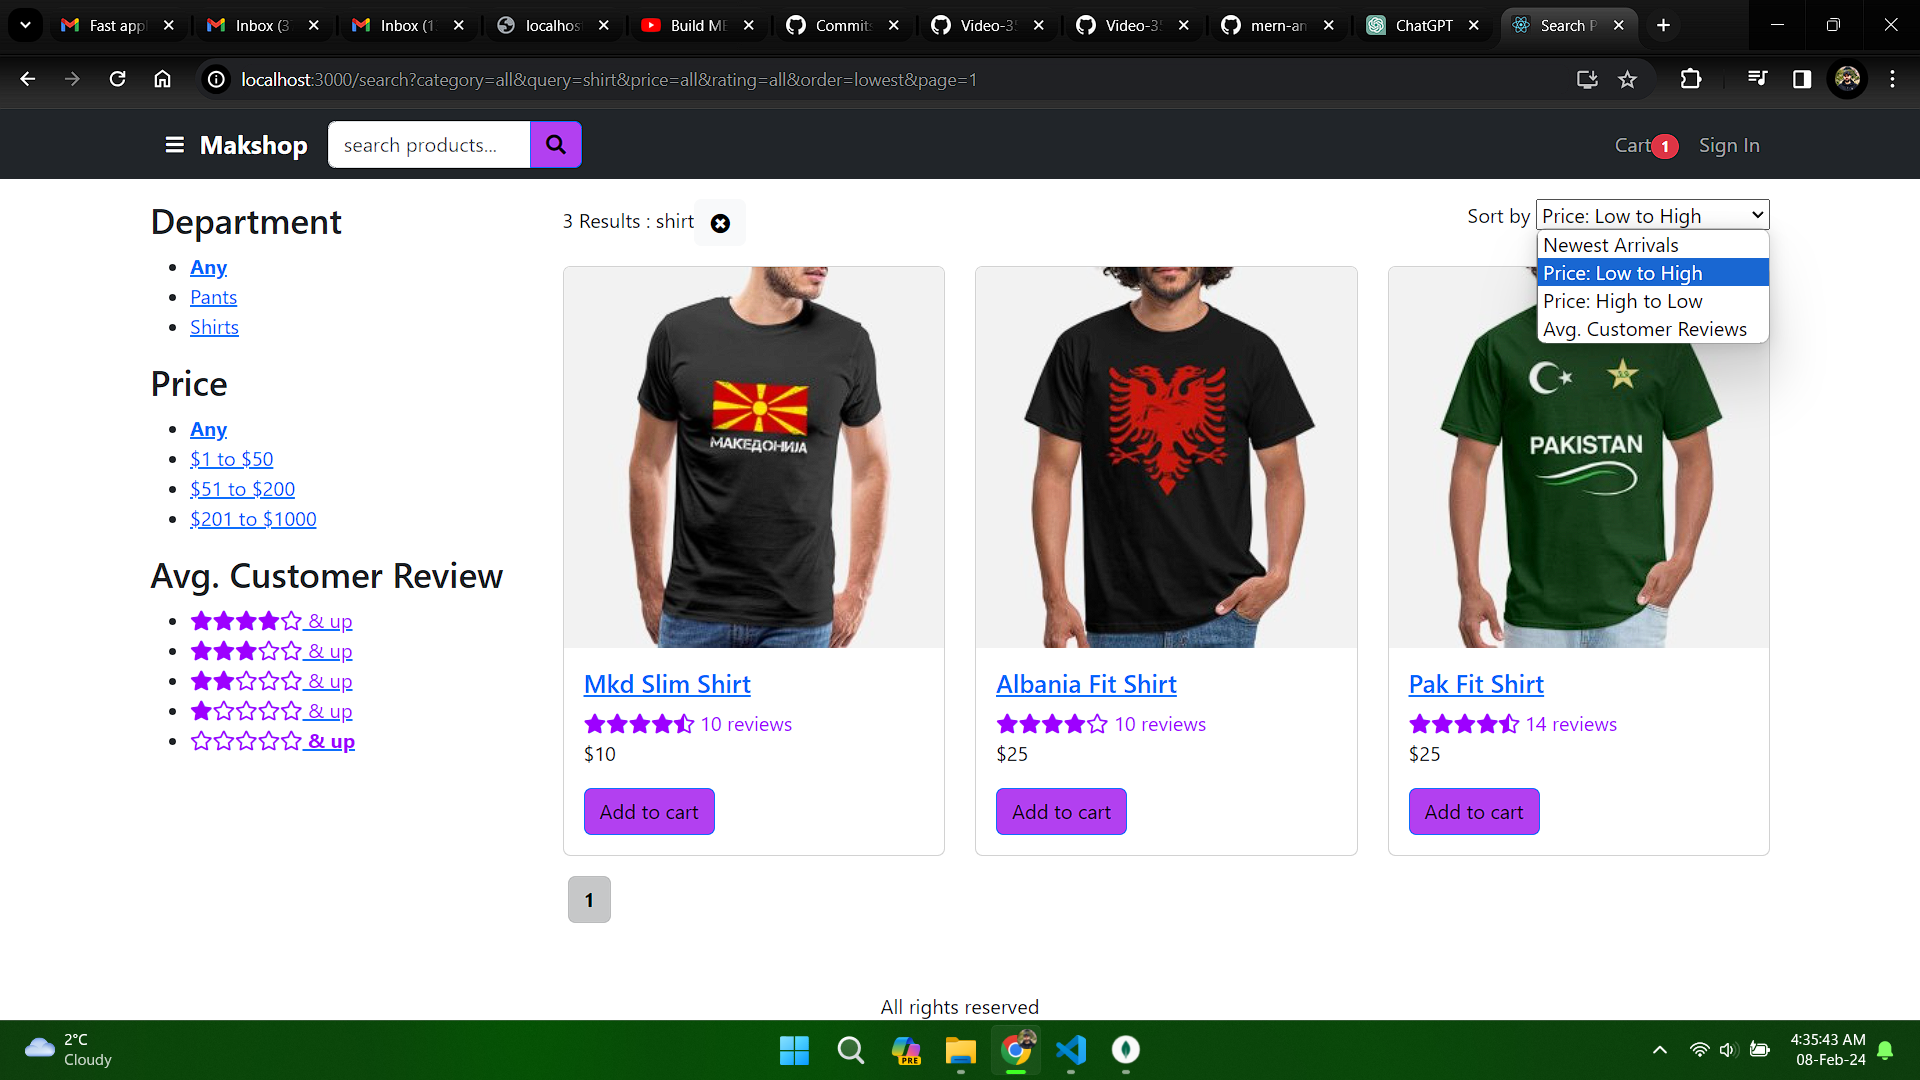 Fast appl
Inbox (3
Inbox (1
localhos
Build ME
Commits
Video-35
Video-35
mern-an
ChatGPT
Search P
localhost:3000/search?category=all&query=shirt&price=all&rating=all&order=lowest&page=1
Makshop
search products...
Cart 1
Sign In
Department
Any
Pants
Shirts
Price
Any
$1 to $50
$51 to $200
$201 to $1000
Avg. Customer Review
& up
& up
& up
& up
& up
3 Results : shirt
Sort by Price: Low to High
Newest Arrivals
Price: Low to High
Price: High to Low
Avg. Customer Reviews
МАКЕДОНИЈА
PAKISTAN
Mkd Slim Shirt
10 reviews
$10
Add to cart
Albania Fit Shirt
10 reviews
$25
Add to cart
Pak Fit Shirt
14 reviews
$25
Add to cart
1
All rights reserved
2°C
Cloudy
PRE
4:35:43 AM
08-Feb-24